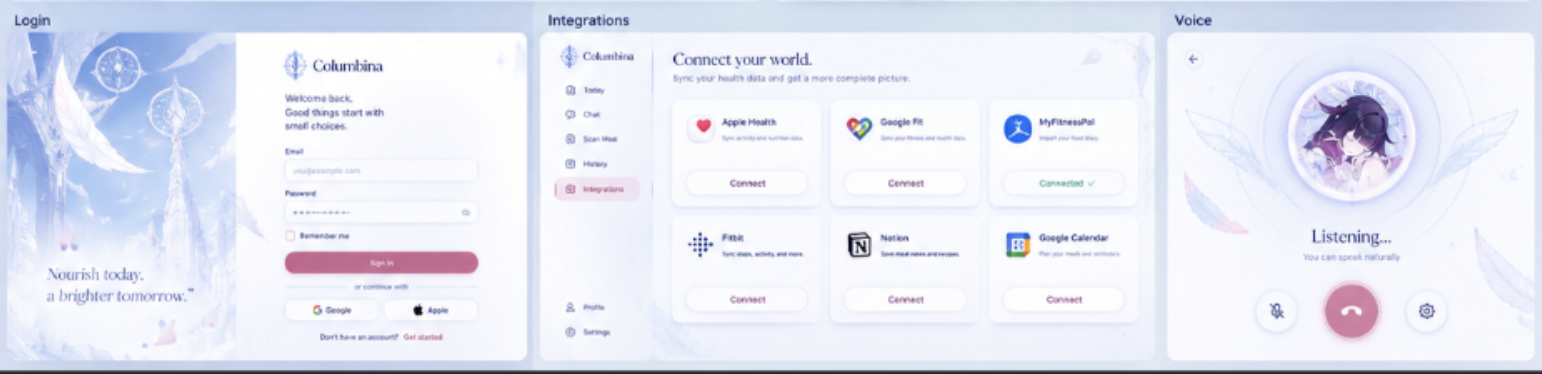 Login
Nourish today,
a brighter tomorrow."
Columbina
Welcome back,
Good things start with
small choices.
Email
you@example.com
Password
Remember me
Sign in
or continue with
Google
Apple
Don't have an account? Get started
Integrations
Columbina
Today
Chat
Scan Meal
History
Integrations
Profile
Settings
Connect your world.
Sync your health data and get a more complete picture.
Apple Health
Sync activity and nutrition data.
Connect
Google Fit
Sync your fitness and health data.
Connect
MyFitnessPal
Import your food diary.
Connected ✓
Fitbit
Sync steps, activity, and more.
Connect
Notion
Save meal notes and recipes.
Connect
Google Calendar
Plan your meals and reminders.
Connect
Voice
Listening...
You can speak naturally